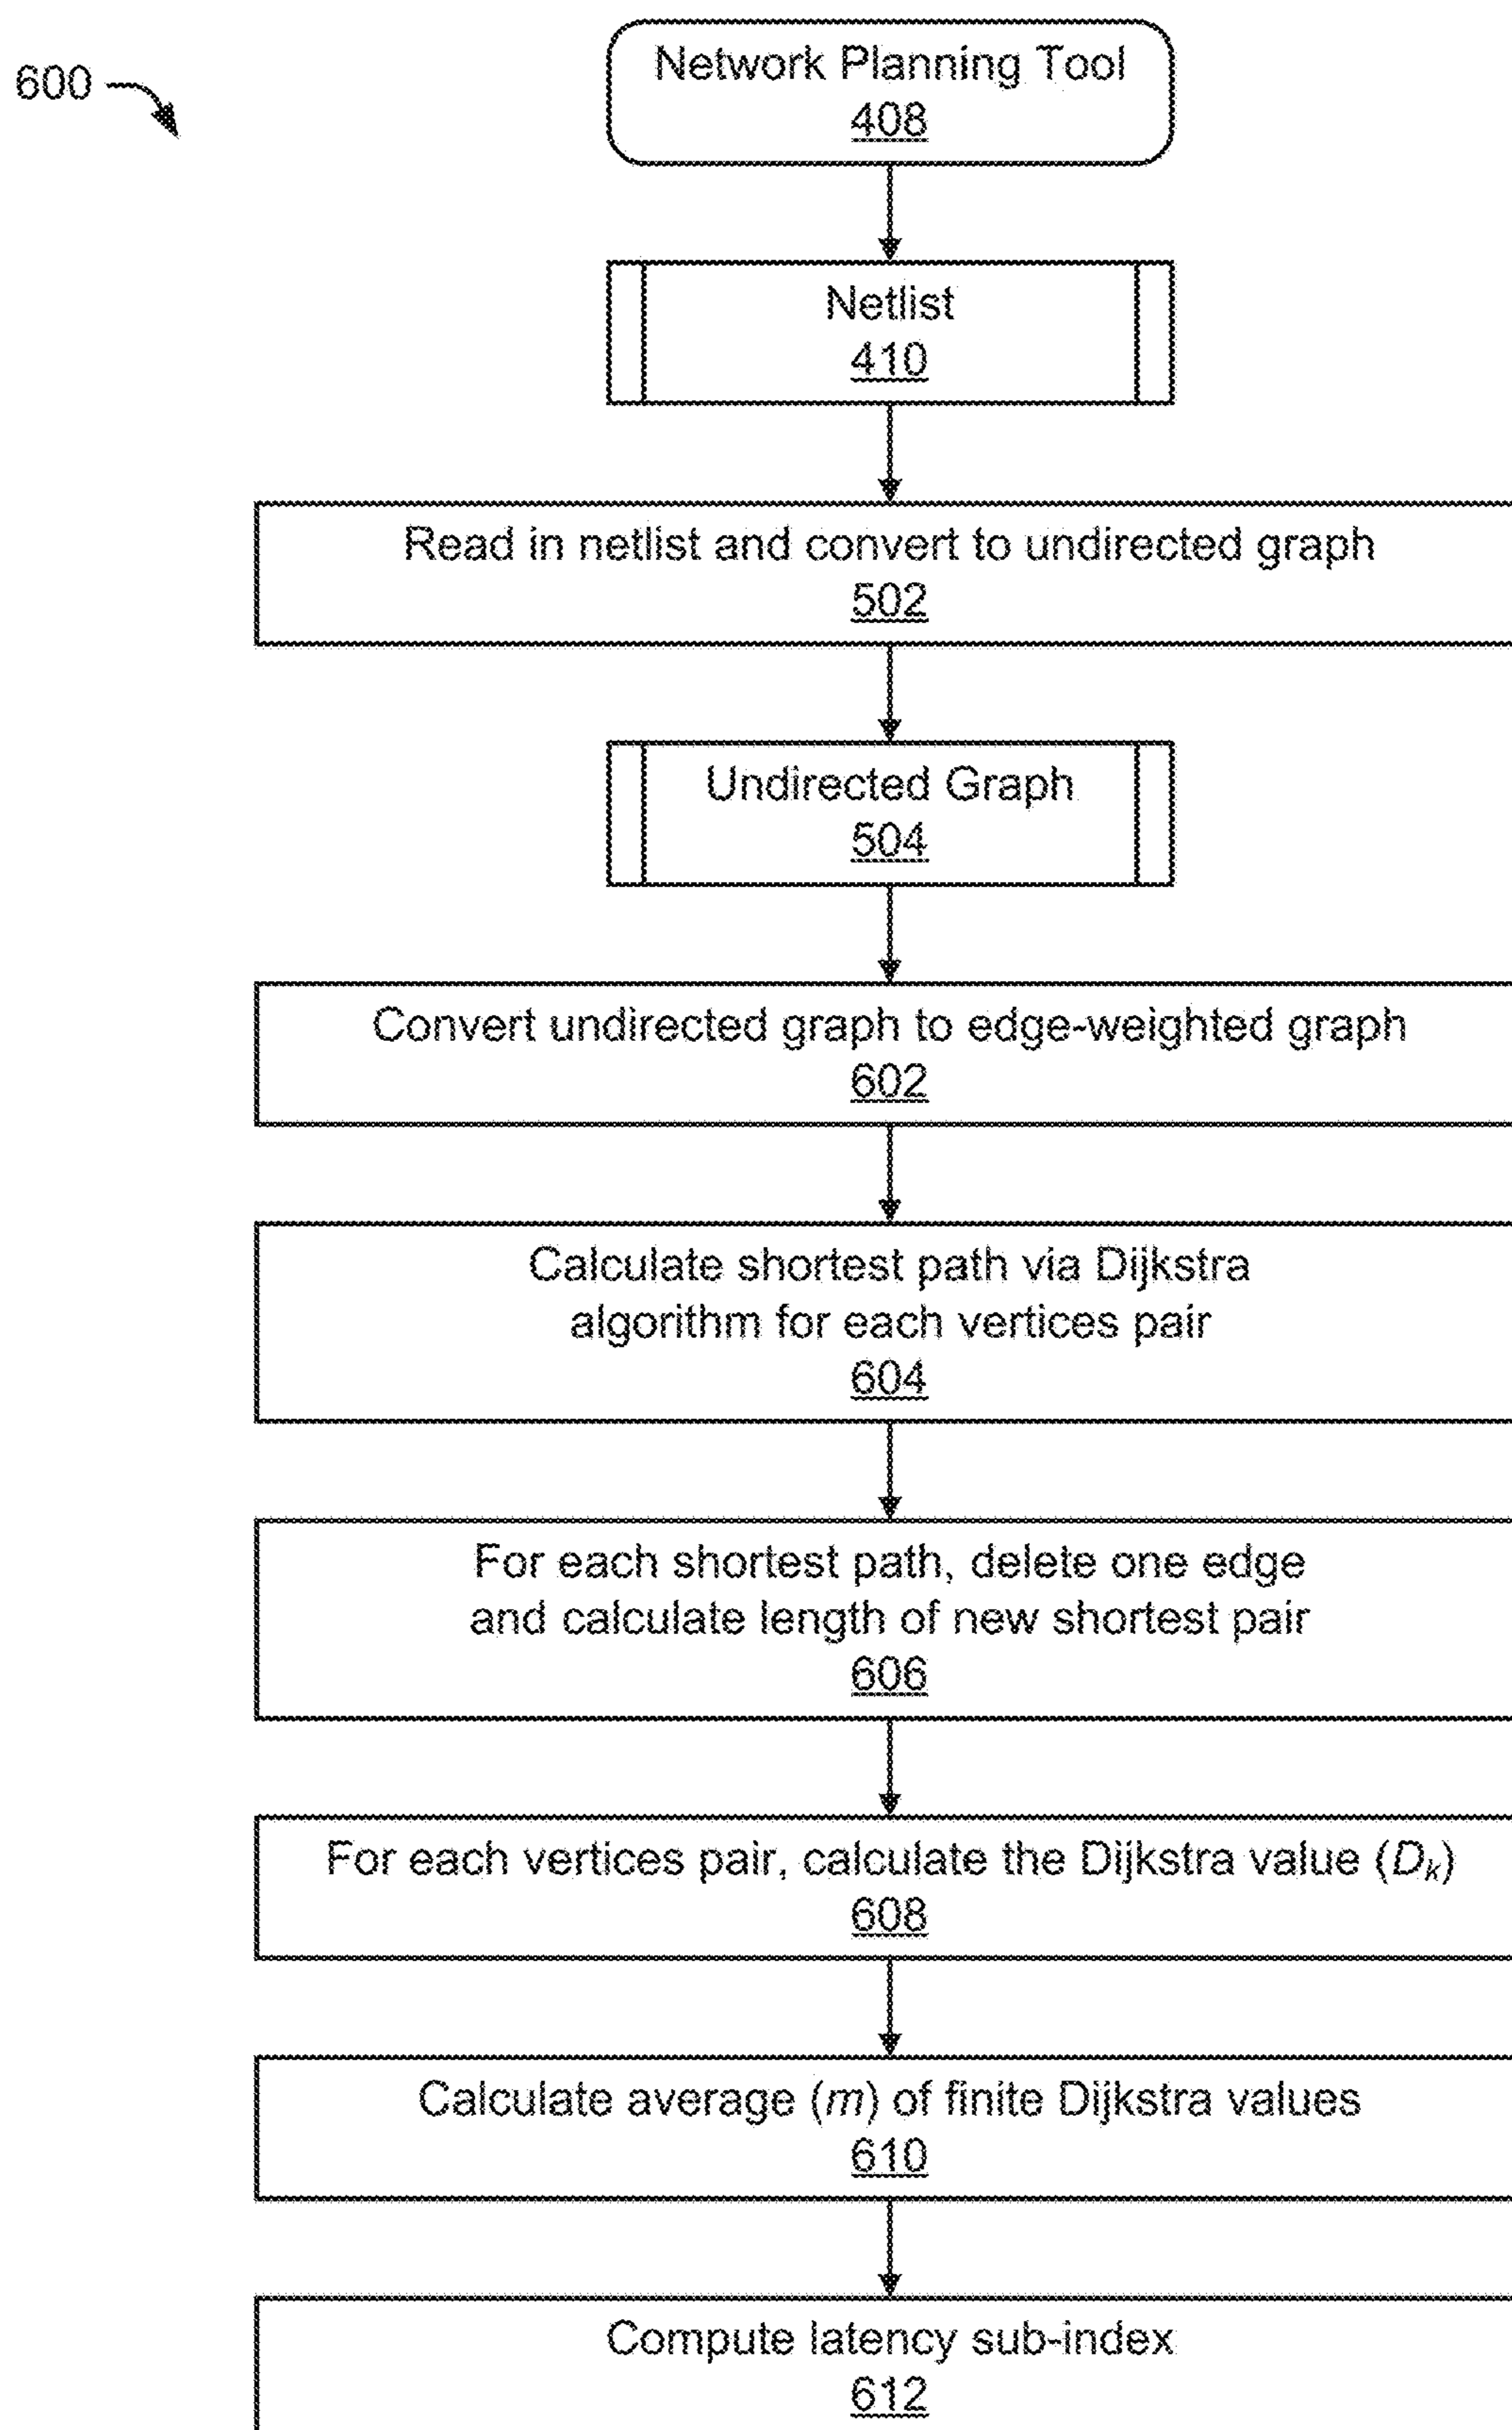 600
Network Planning Tool
408
Netlist
410
Read in netlist and convert to undirected graph
502
Undirected Graph
504
Convert undirected graph to edge-weighted graph
602
Calculate shortest path via Dijkstra
algorithm for each vertices pair
604
For each shortest path, delete one edge
and calculate length of new shortest pair
606
For each vertices pair, calculate the Dijkstra value (Dk)
608
Calculate average (m) of finite Dijkstra values
610
Compute latency sub-index
612